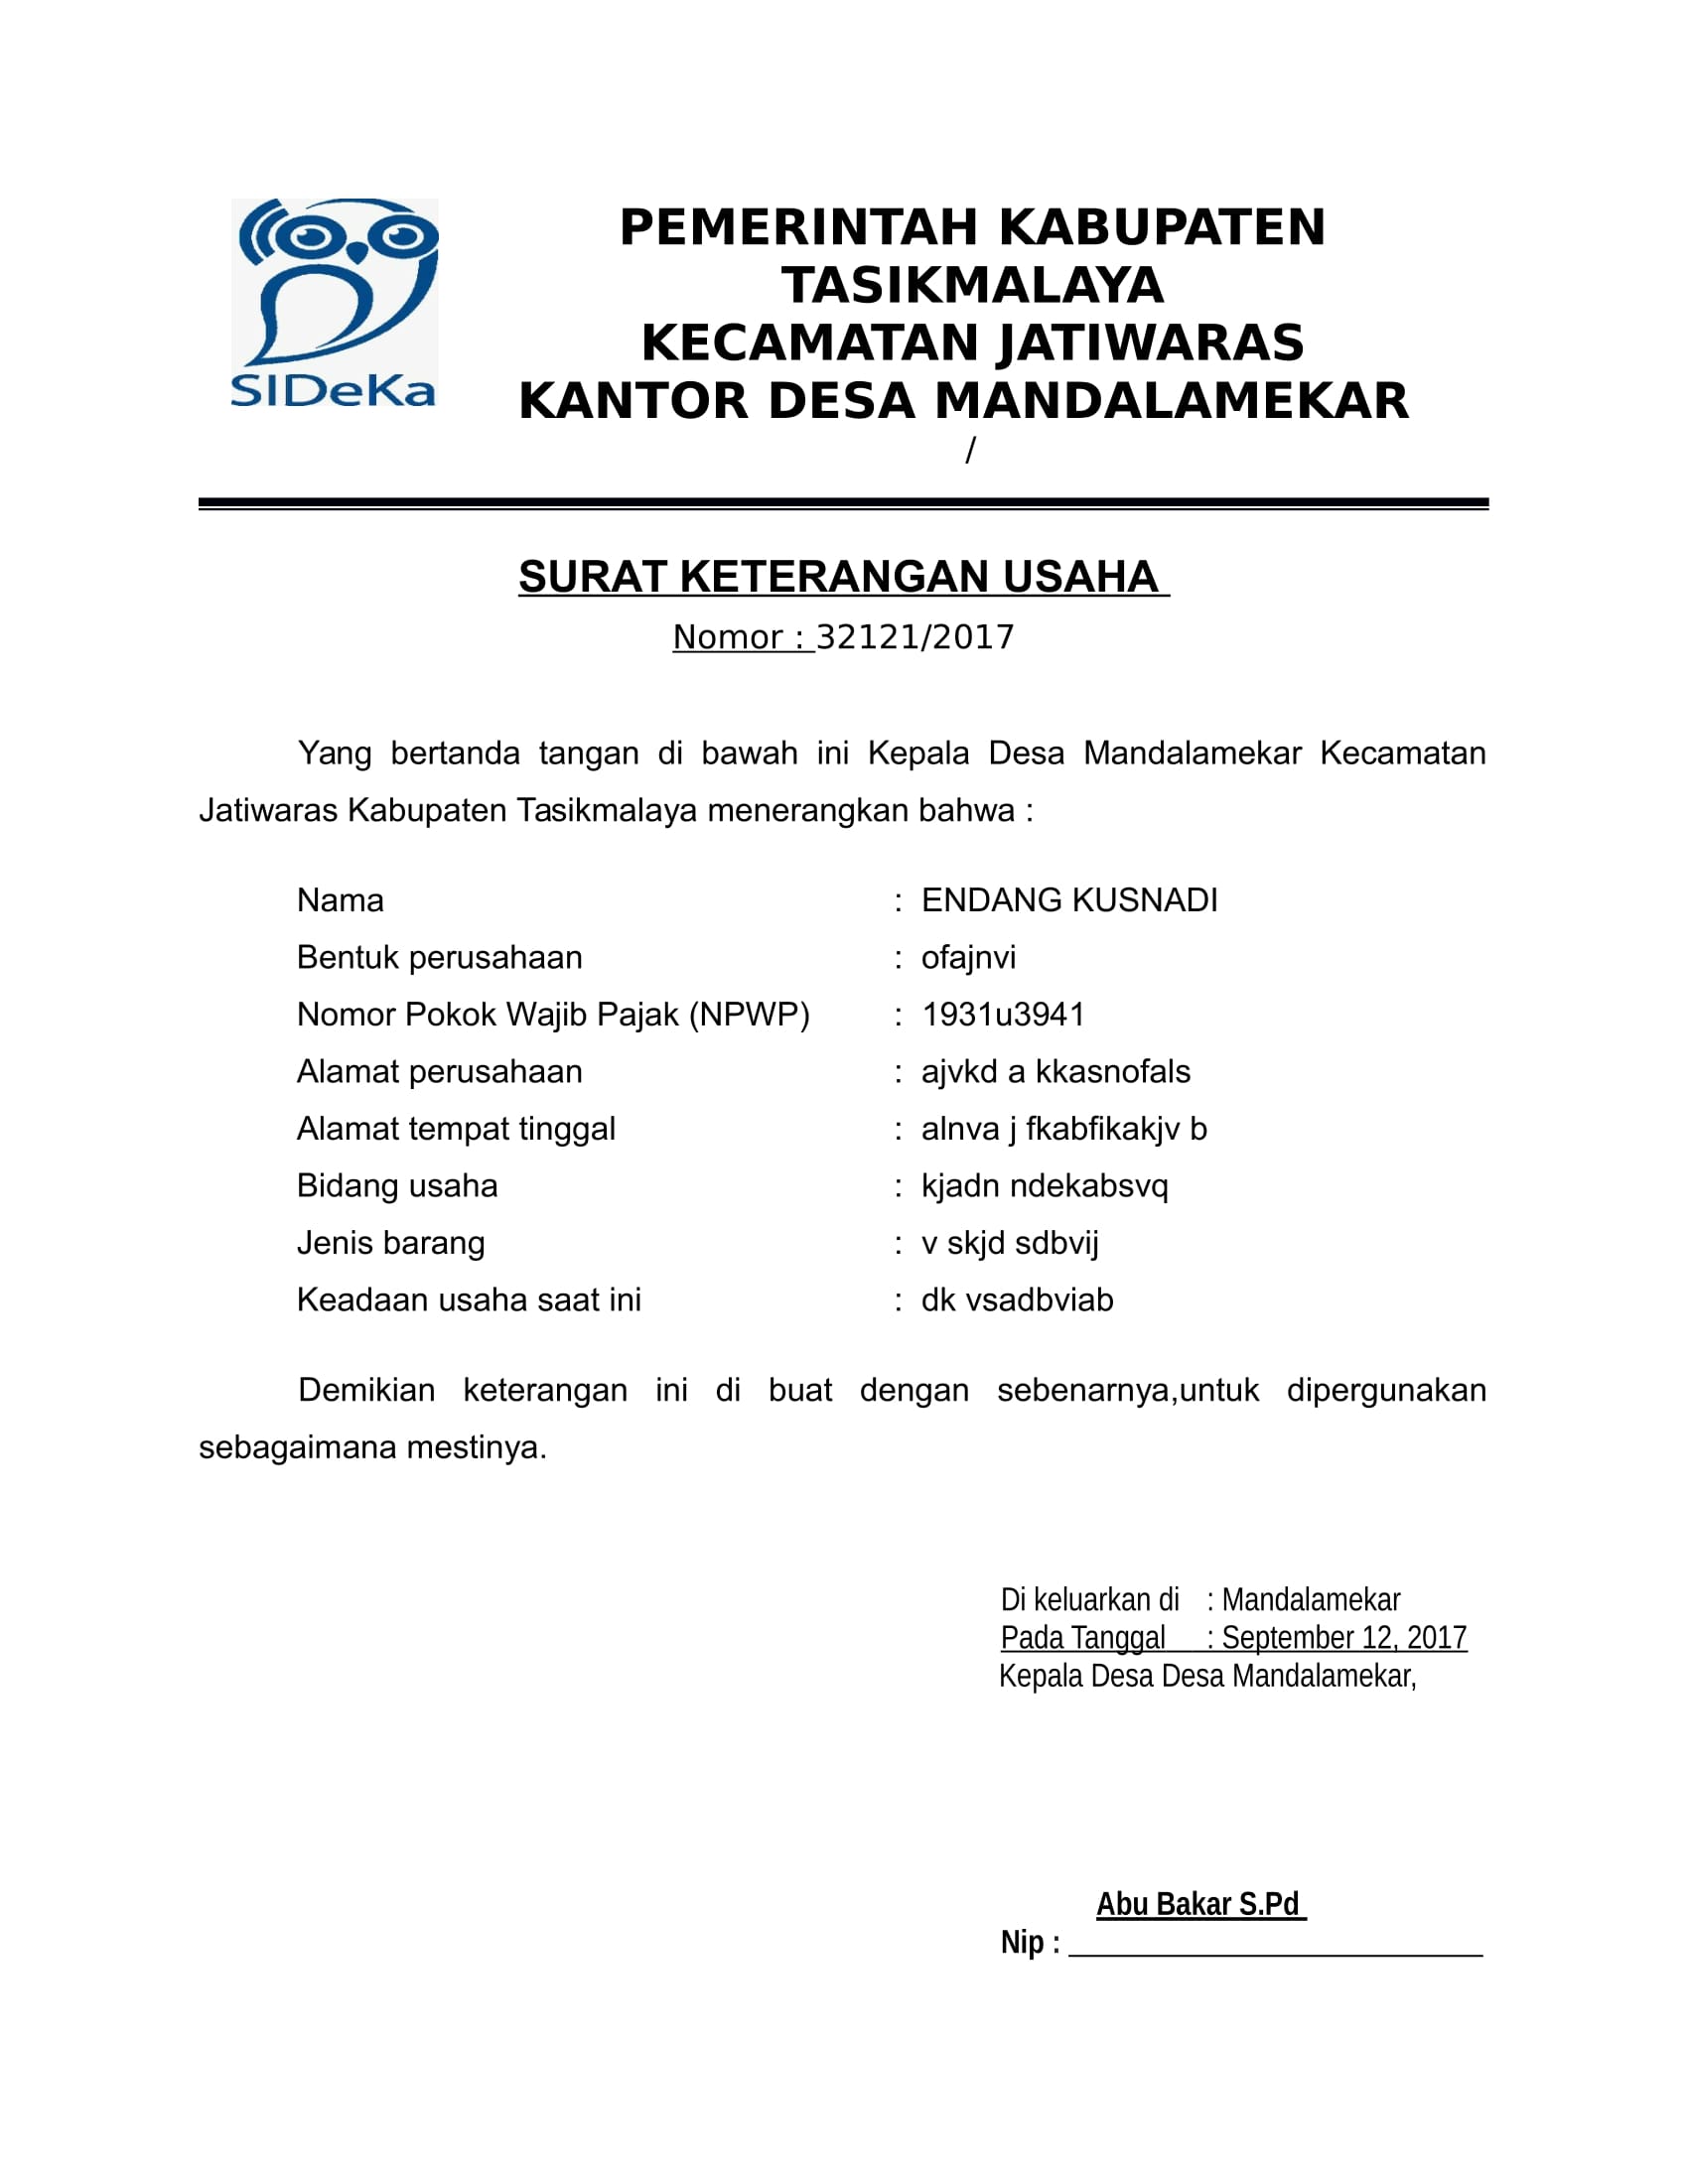 SIDeKa
PEMERINTAH KABUPATEN
TASIKMALAYA
KECAMATAN JATIWARAS
KANTOR DESA MANDALAMEKAR
/
SURAT KETERANGAN USAHA
Nomor : 32121/2017
Yang bertanda tangan di bawah ini Kepala Desa Mandalamekar Kecamatan
Jatiwaras Kabupaten Tasikmalaya menerangkan bahwa :
Nama : ENDANG KUSNADI
Bentuk perusahaan : ofajnvi
Nomor Pokok Wajib Pajak (NPWP) : 1931u3941
Alamat perusahaan : ajvkd a kkasnofals
Alamat tempat tinggal : alnva j fkabfikakjv b
Bidang usaha : kjadn ndekabsvq
Jenis barang : v skjd sdbvij
Keadaan usaha saat ini : dk vsadbviab
Demikian keterangan ini di buat dengan sebenarnya,untuk dipergunakan
sebagaimana mestinya.
Di keluarkan di : Mandalamekar
Pada Tanggal : September 12, 2017
Kepala Desa Desa Mandalamekar,
Abu Bakar S.Pd
Nip :